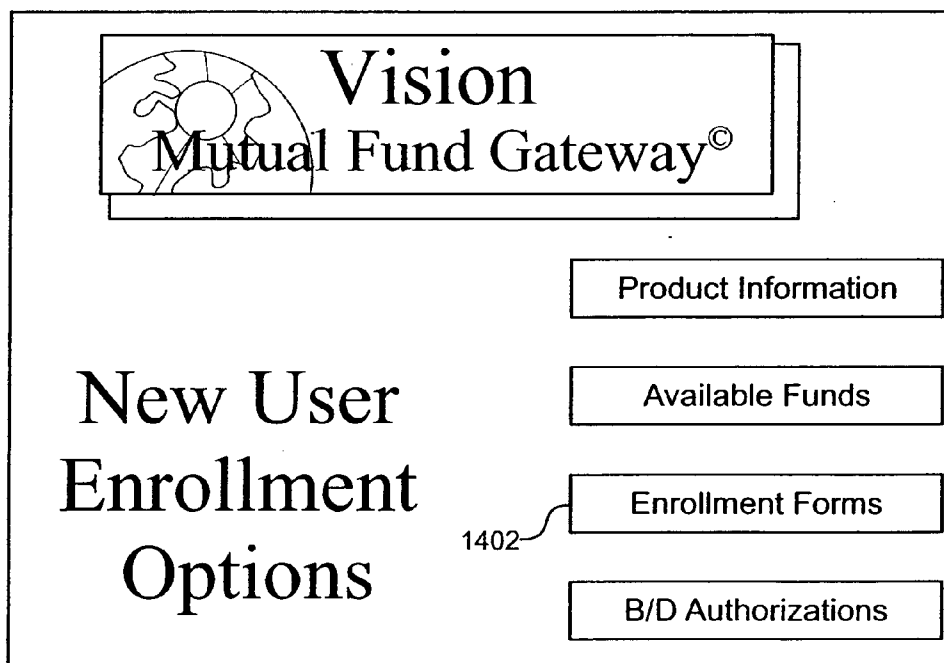 Vision
Mutual Fund Gateway©
Product Information
Available Funds
New User
Enrollment
Options
1402
Enrollment Forms
B/D Authorizations